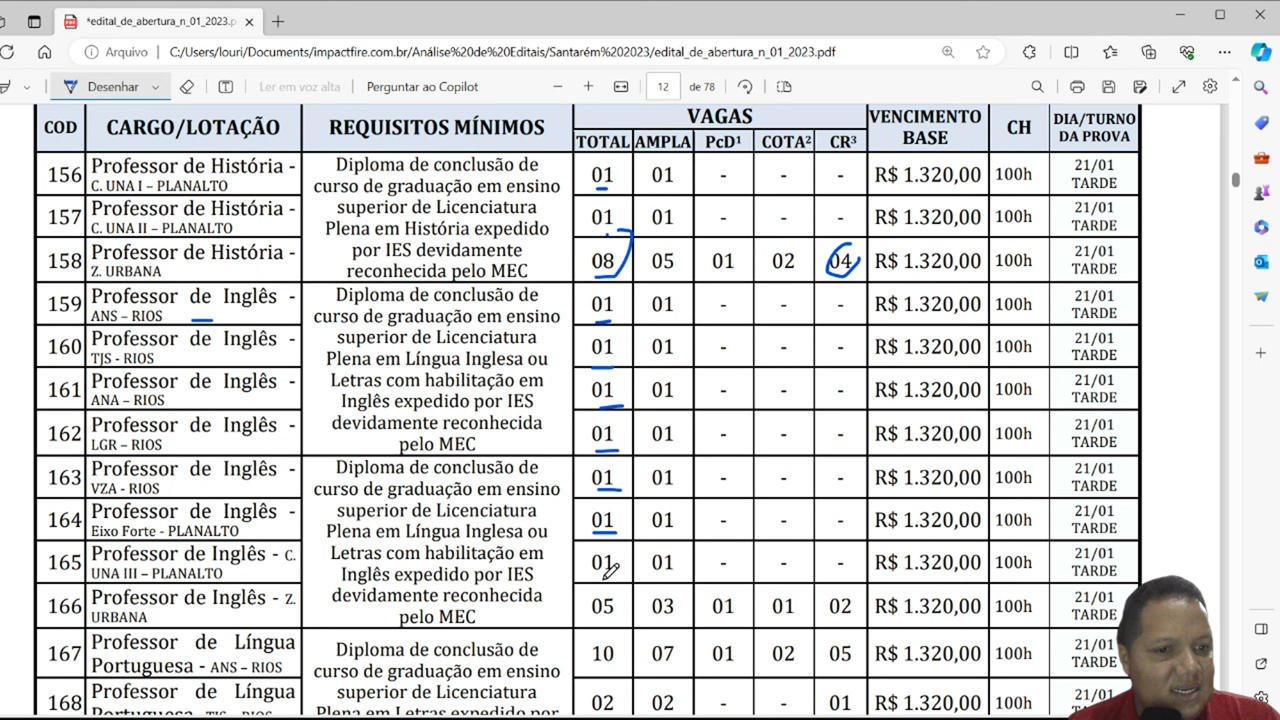 *edital_de_abertura_n_01_2023.p
Arquivo C:/Users/louri/Documents/impactfire.com.br/Análise%20de%20Editais/Santarém%202023/edital_de_abertura_n_01_2023.pdf
Desenhar Ler em voz alta Perguntar ao Copilot 12 de 78
COD CARGO/LOTAÇÃO REQUISITOS MÍNIMOS VAGAS VENCIMENTO BASE CH DIA/TURNO DA PROVA
TOTAL AMPLA PcD¹ COTA² CR³
156 Professor de História - C. UNA I – PLANALTO 01 01 - - - R$ 1.320,00 100h 21/01 TARDE
157 Professor de História - C. UNA II – PLANALTO 01 01 - - - R$ 1.320,00 100h 21/01 TARDE
158 Professor de História - Z. URBANA 08 05 01 02 04 R$ 1.320,00 100h 21/01 TARDE
Diploma de conclusão de
curso de graduação em ensino
superior de Licenciatura
Plena em História expedido
por IES devidamente
reconhecida pelo MEC
159 Professor de Inglês - ANS – RIOS 01 01 - - - R$ 1.320,00 100h 21/01 TARDE
160 Professor de Inglês - TJS - RIOS 01 01 - - - R$ 1.320,00 100h 21/01 TARDE
161 Professor de Inglês - ANA – RIOS 01 01 - - - R$ 1.320,00 100h 21/01 TARDE
162 Professor de Inglês - LGR – RIOS 01 01 - - - R$ 1.320,00 100h 21/01 TARDE
Diploma de conclusão de
curso de graduação em ensino
superior de Licenciatura
Plena em Língua Inglesa ou
Letras com habilitação em
Inglês expedido por IES
devidamente reconhecida
pelo MEC
163 Professor de Inglês - VZA - RIOS 01 01 - - - R$ 1.320,00 100h 21/01 TARDE
164 Professor de Inglês - Eixo Forte - PLANALTO 01 01 - - - R$ 1.320,00 100h 21/01 TARDE
165 Professor de Inglês - C. UNA III – PLANALTO 01 01 - - - R$ 1.320,00 100h 21/01 TARDE
166 Professor de Inglês - Z. URBANA 05 03 01 01 02 R$ 1.320,00 100h 21/01 TARDE
Diploma de conclusão de
curso de graduação em ensino
superior de Licenciatura
Plena em Língua Inglesa ou
Letras com habilitação em
Inglês expedido por IES
devidamente reconhecida
pelo MEC
167 Professor de Língua Portuguesa - ANS – RIOS 10 07 01 02 05 R$ 1.320,00 100h 21/01 TARDE
168 Professor de Língua 02 02 - - 01 R$ 1.320,00 100h 21/01
Diploma de conclusão de
curso de graduação em ensino
superior de Licenciatura
Plena em Letras expedido por